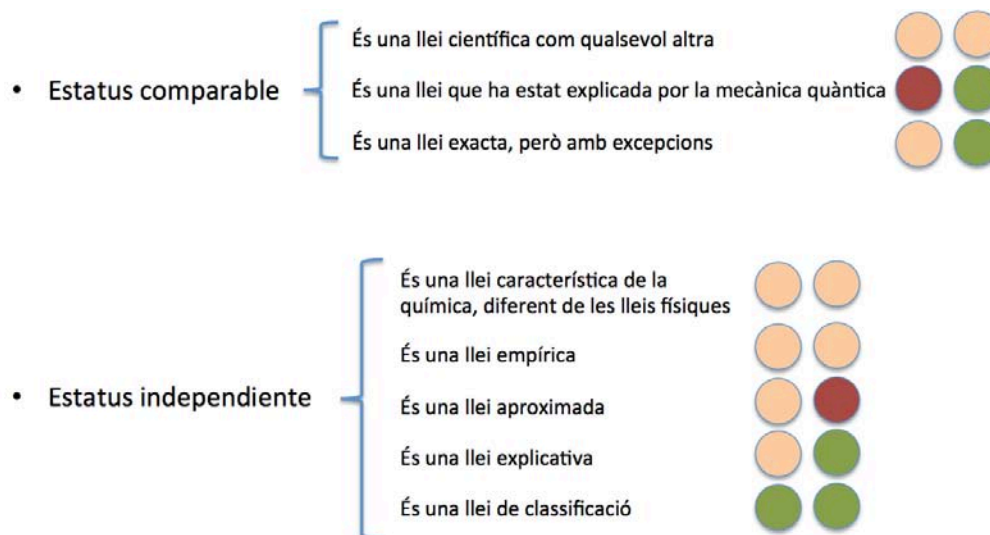 És una llei científica com qualsevol altra
• Estatus comparable
És una llei que ha estat explicada por la mecànica quàntica
És una llei exacta, però amb excepcions
És una llei característica de la
química, diferent de les lleis físiques
És una llei empírica
• Estatus independiente
És una llei aproximada
És una llei explicativa
És una llei de classificació